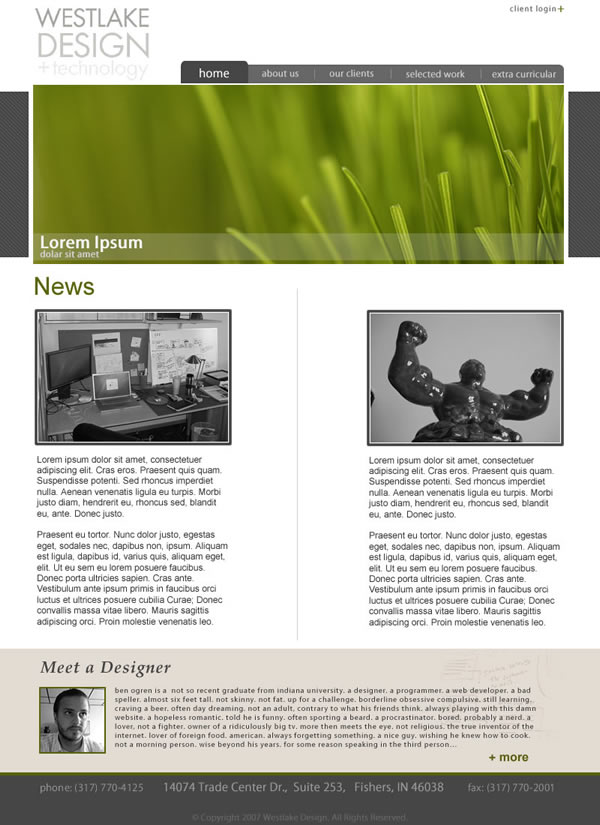 WESTLAKE
DESIGN
+technology
client login+
home
about us
our clients
selected work
extra curricular
Lorem Ipsum
dolar sit amet
News
Lorem ipsum dolor sit amet, consectetuer
adipiscing elit. Cras eros. Praesent quis quam.
Suspendisse potenti. Sed rhoncus imperdiet
nulla. Aenean venenatis ligula eu turpis. Morbi
justo diam, hendrerit eu, rhoncus sed, blandit
eu, ante. Donec justo.
Praesent eu tortor. Nunc dolor justo, egestas
eget, sodales nec, dapibus non, ipsum. Aliquam
est ligula, dapibus id, varius quis, aliquam eget,
elit. Ut eu sem eu lorem posuere faucibus.
Donec porta ultricies sapien. Cras ante.
Vestibulum ante ipsum primis in faucibus orci
luctus et ultrices posuere cubilia Curae; Donec
convallis massa vitae libero. Mauris sagittis
adipiscing orci. Proin molestie venenatis leo.
Lorem ipsum dolor sit amet, consectetuer
adipiscing elit. Cras eros. Praesent quis quam.
Suspendisse potenti. Sed rhoncus imperdiet
nulla. Aenean venenatis ligula eu turpis. Morbi
justo diam, hendrerit eu, rhoncus sed, blandit
eu, ante. Donec justo.
Praesent eu tortor. Nunc dolor justo, egestas
eget, sodales nec, dapibus non, ipsum. Aliquam
est ligula, dapibus id, varius quis, aliquam eget,
elit. Ut eu sem eu lorem posuere faucibus.
Donec porta ultricies sapien. Cras ante.
Vestibulum ante ipsum primis in faucibus orci
luctus et ultrices posuere cubilia Curae; Donec
convallis massa vitae libero. Mauris sagittis
adipiscing orci. Proin molestie venenatis leo.
Meet a Designer
ben ogren is a not so recent graduate from indiana university. a designer. a programmer. a web developer. a bad
speller. almost six feet tall. not skinny. not fat. up for a challenge. borderline obsessive compulsive. still learning.
craving a beer. often day dreaming. not an adult, contrary to what his friends think. always playing with this damn
website. a hopeless romantic. told he is funny. often sporting a beard. a procrastinator. bored. probably a nerd. a
lover, not a fighter. owner of a ridiculously big tv. more then meets the eye. not religious. the true inventor of the
internet. lover of foreign food. american. always forgetting something. a nice guy. wishing he knew how to cook.
not a morning person. wise beyond his years. for some reason speaking in the third person...
+ more
phone: (317) 770-4125
14074 Trade Center Dr., Suite 253, Fishers, IN 46038
fax: (317) 770-2001
© Copyright 2007 Westlake Design. All Rights Reserved.